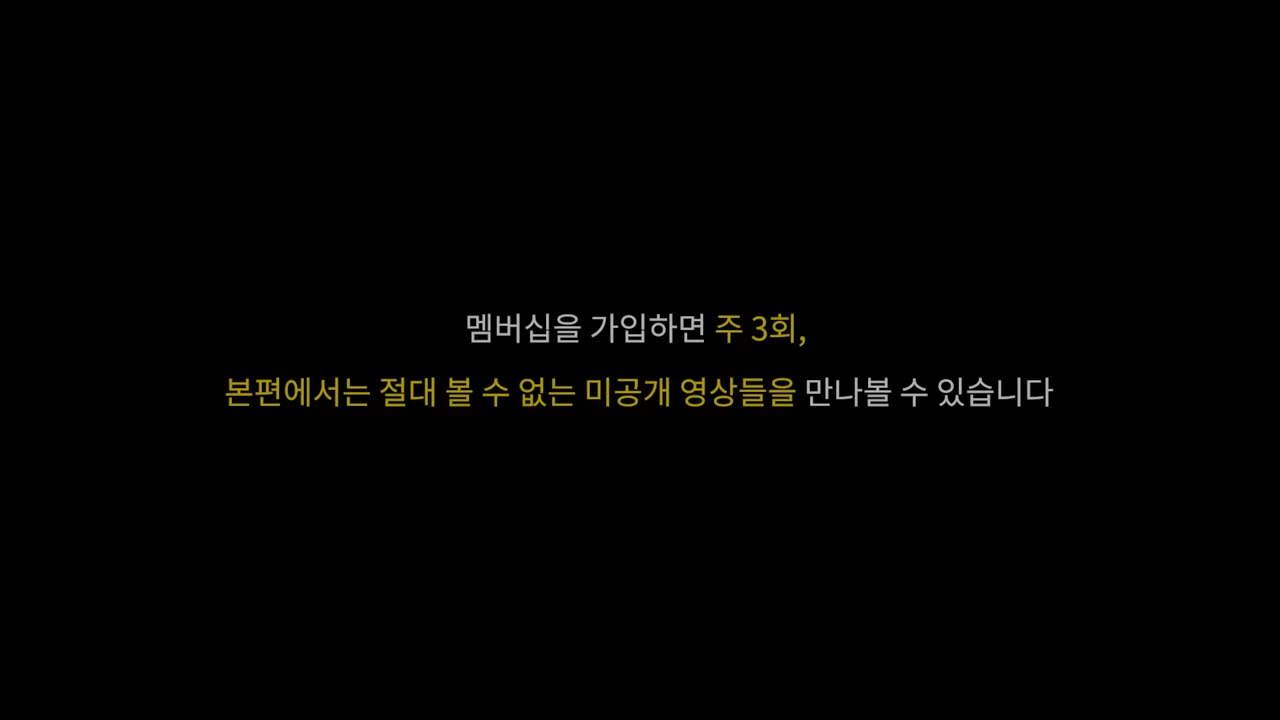 멤버십을 가입하면 주 3회,
본편에서는 절대 볼 수 없는 미공개 영상들을 만나볼 수 있습니다